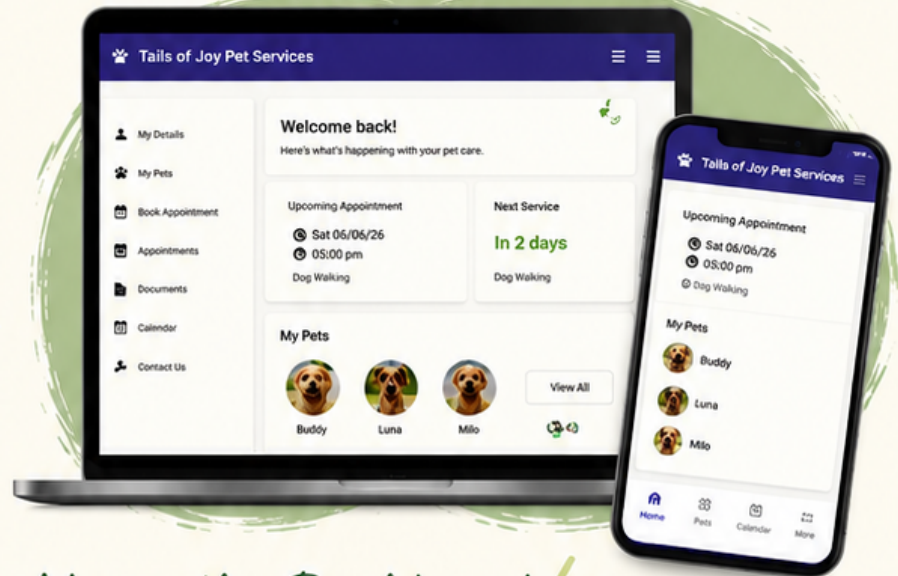 Tails of Joy Pet Services
My Details
My Pets
Book Appointment
Appointments
Documents
Calendar
Contact Us
Welcome back!
Here's what's happening with your pet care.
Upcoming Appointment
Sat 06/06/26
05:00 pm
Dog Walking
Next Service
In 2 days
Dog Walking
My Pets
Buddy
Luna
Milo
View All
Tails of Joy Pet Services
Upcoming Appointment
Sat 06/06/26
05:00 pm
Dog Walking
My Pets
Buddy
Luna
Milo
Home
Pets
Calendar
More